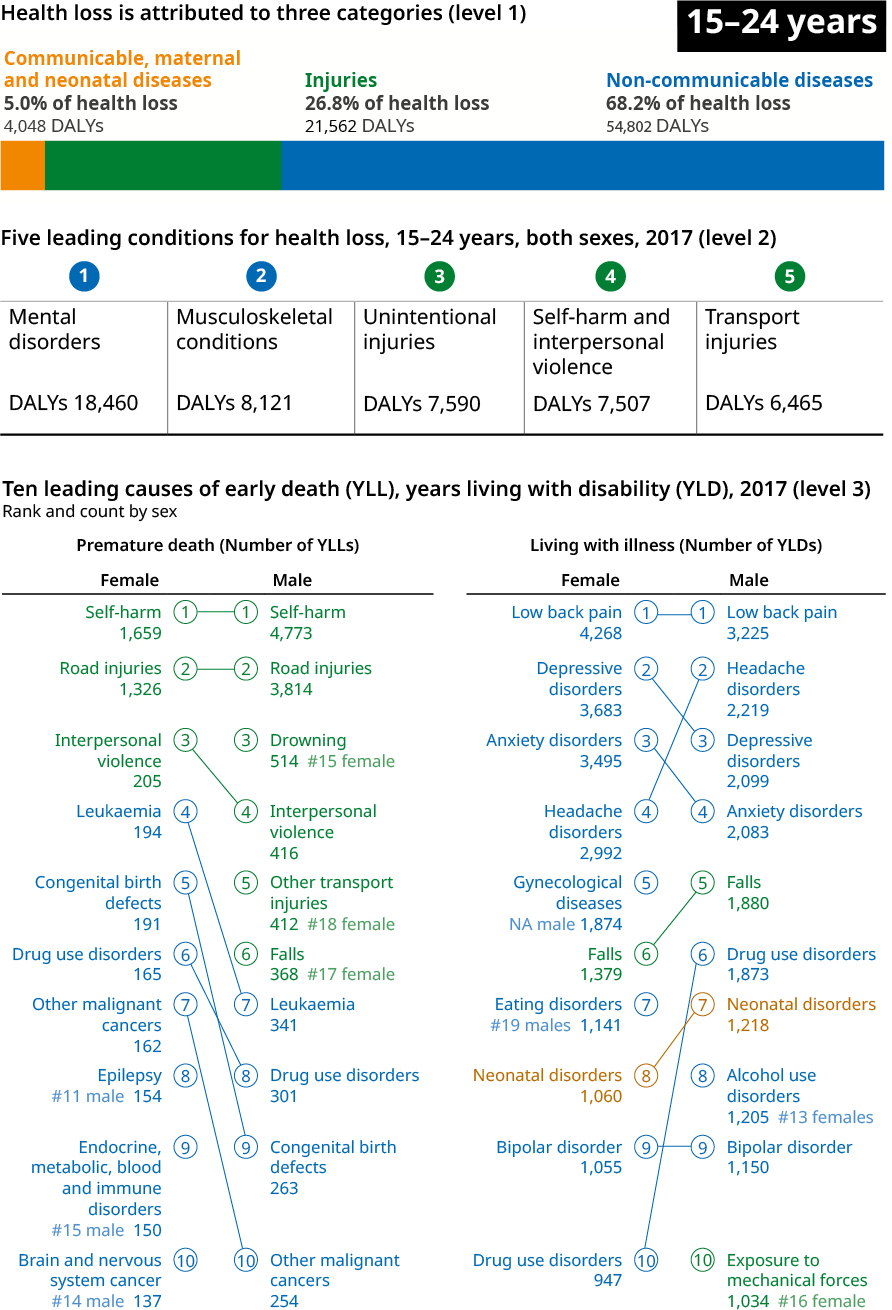 Health loss is attributed to three categories (level 1)
15–24 years
Communicable, maternal
and neonatal diseases
5.0% of health loss
4,048 DALYs
Injuries
26.8% of health loss
21,562 DALYs
Non-communicable diseases
68.2% of health loss
54,802 DALYs
Five leading conditions for health loss, 15–24 years, both sexes, 2017 (level 2)
1
Mental
disorders
DALYs 18,460
2
Musculoskeletal
conditions
DALYs 8,121
3
Unintentional
injuries
DALYs 7,590
4
Self-harm and
interpersonal
violence
DALYs 7,507
5
Transport
injuries
DALYs 6,465
Ten leading causes of early death (YLL), years living with disability (YLD), 2017 (level 3)
Rank and count by sex
Premature death (Number of YLLs)
Female
Self-harm 1
1,659
Road injuries 2
1,326
Interpersonal 3
violence
205
Leukaemia 4
194
Congenital birth 5
defects
191
Drug use disorders 6
165
Other malignant 7
cancers
162
Epilepsy 8
#11 male 154
Endocrine, 9
metabolic, blood
and immune
disorders
#15 male 150
Brain and nervous 10
system cancer
#14 male 137
Male
1 Self-harm
4,773
2 Road injuries
3,814
3 Drowning
514 #15 female
4 Interpersonal
violence
416
5 Other transport
injuries
412 #18 female
6 Falls
368 #17 female
7 Leukaemia
341
8 Drug use disorders
301
9 Congenital birth
defects
263
10 Other malignant
cancers
254
Living with illness (Number of YLDs)
Female
Low back pain 1
4,268
Depressive 2
disorders
3,683
Anxiety disorders 3
3,495
Headache 4
disorders
2,992
Gynecological 5
diseases
NA male 1,874
Falls 6
1,379
Eating disorders 7
#19 males 1,141
Neonatal disorders 8
1,060
Bipolar disorder 9
1,055
Drug use disorders 10
947
Male
1 Low back pain
3,225
2 Headache
disorders
2,219
3 Depressive
disorders
2,099
4 Anxiety disorders
2,083
5 Falls
1,880
6 Drug use disorders
1,873
7 Neonatal disorders
1,218
8 Alcohol use
disorders
1,205 #13 females
9 Bipolar disorder
1,150
10 Exposure to
mechanical forces
1,034 #16 female